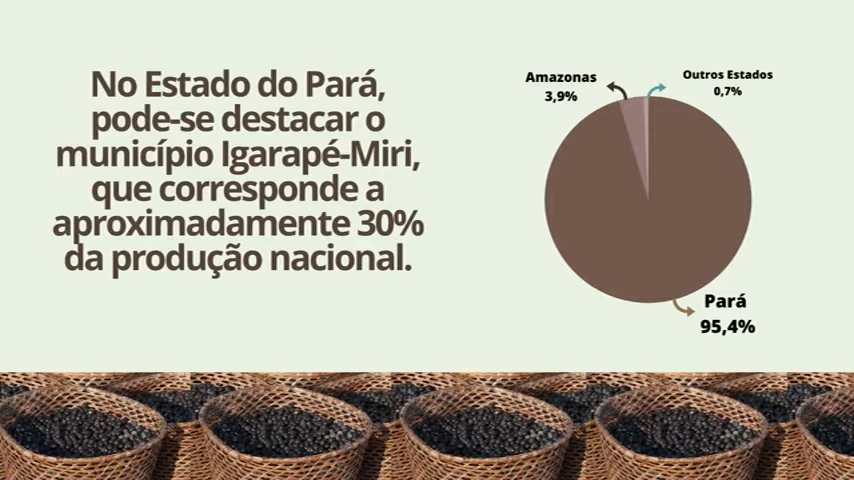 No Estado do Pará,
pode-se destacar o
município Igarapé-Miri,
que corresponde a
aproximadamente 30%
da produção nacional.
Amazonas
3,9%
Outros Estados
0,7%
Pará
95,4%